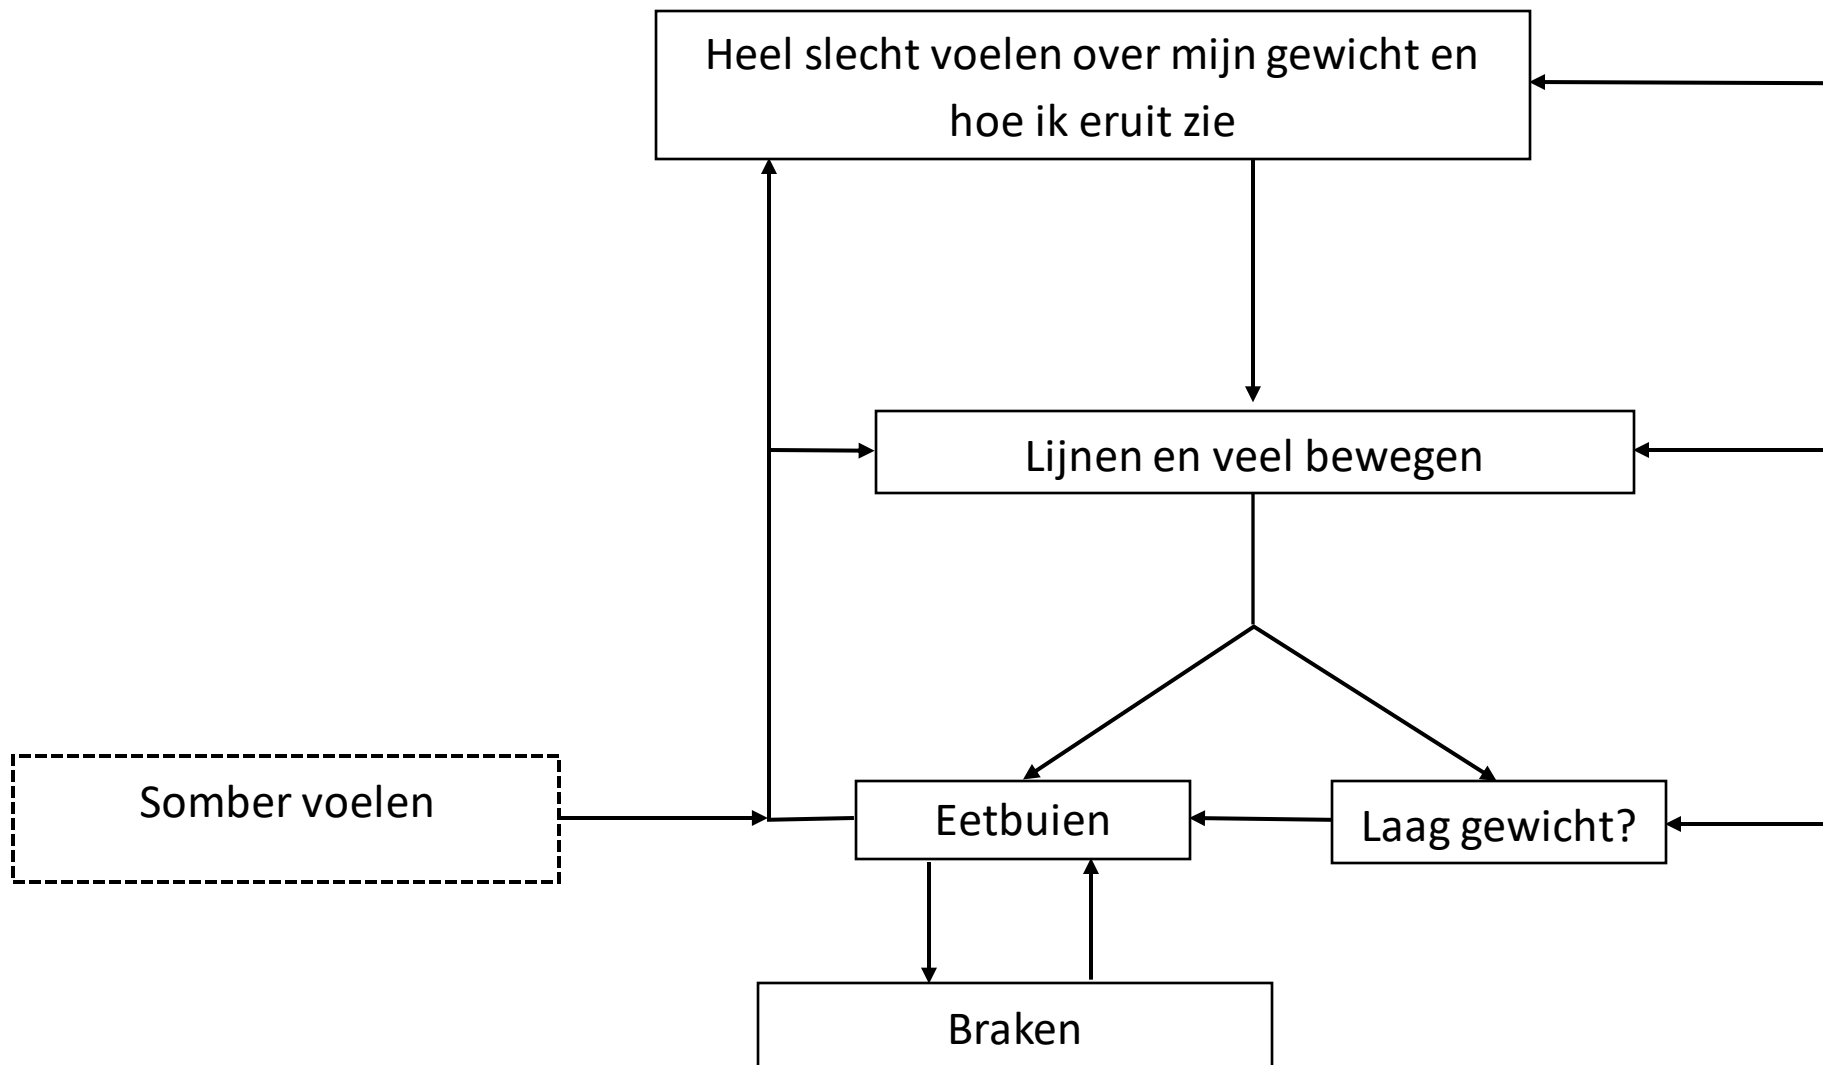 Heel slecht voelen over mijn gewicht en
hoe ik eruit zie
Lijnen en veel bewegen
Somber voelen
Eetbuien
Laag gewicht?
Braken